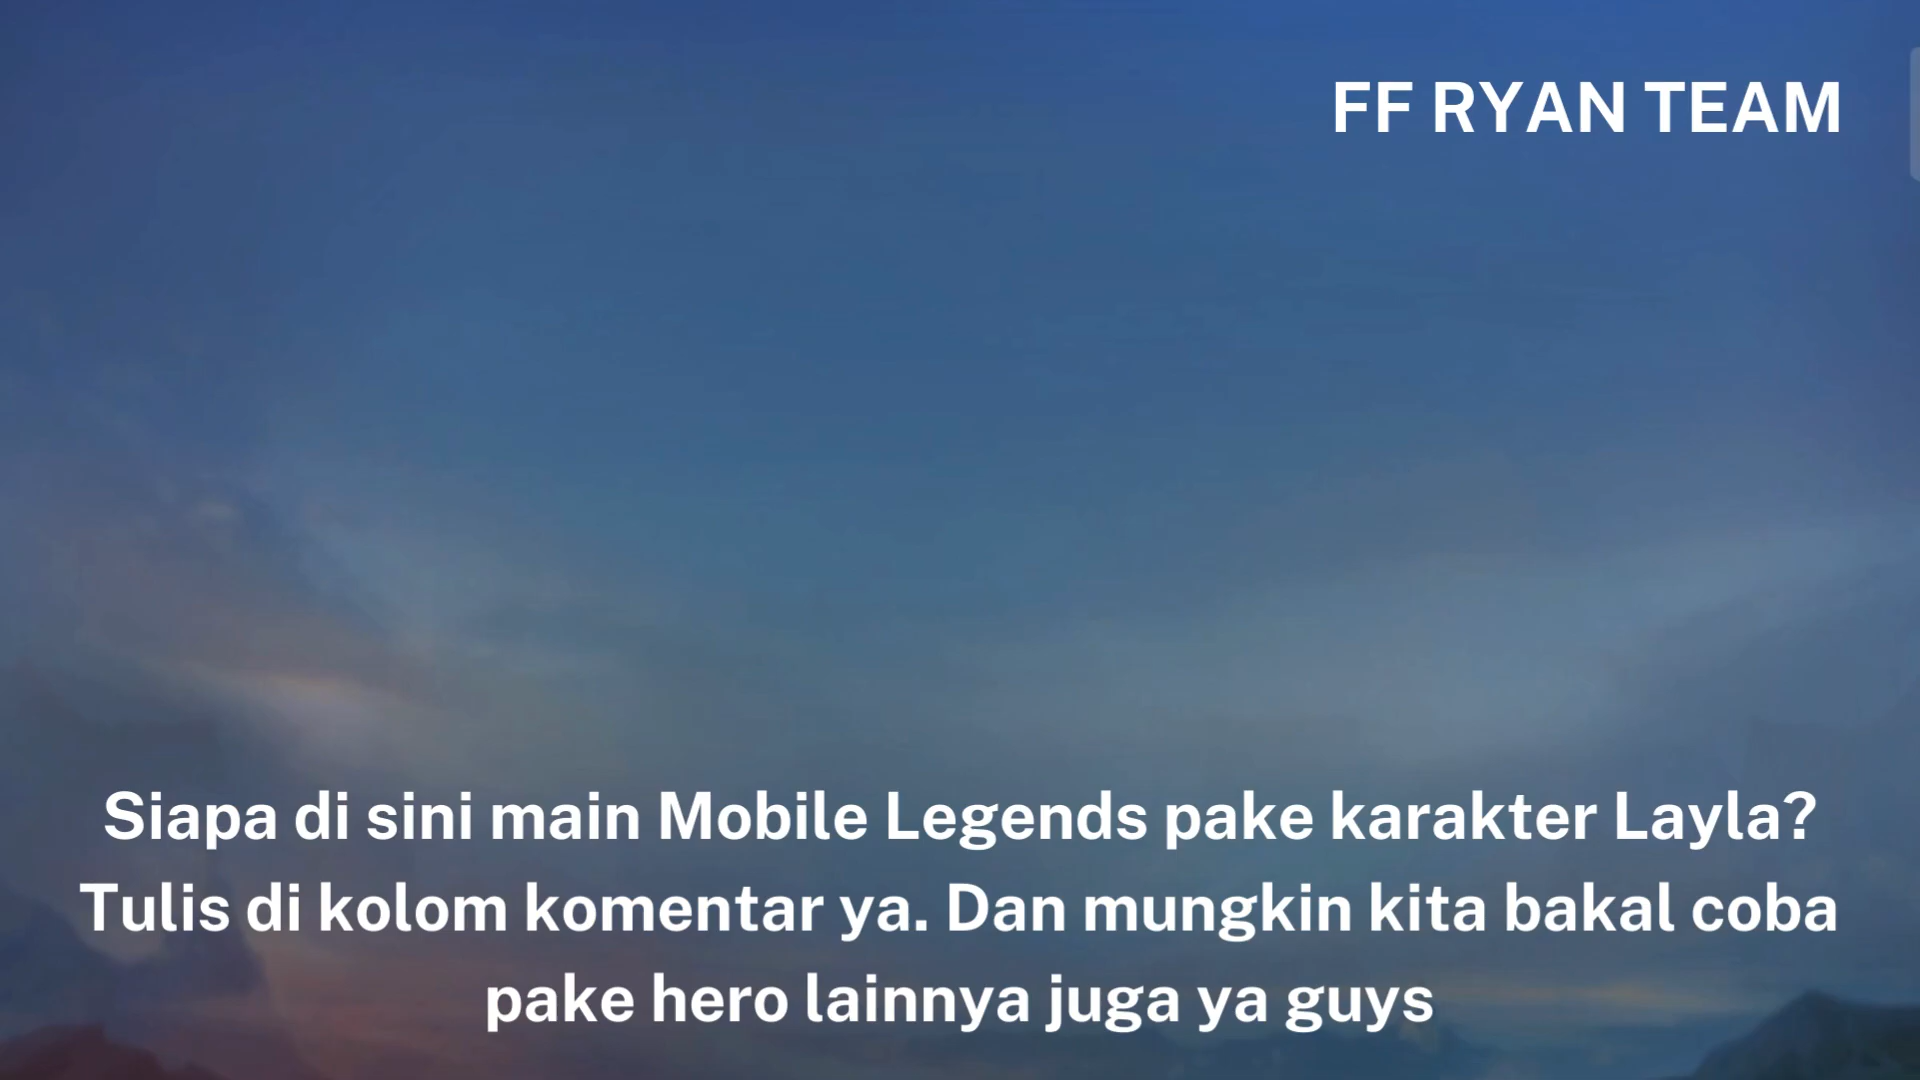 FF RYAN TEAM
Siapa di sini main Mobile Legends pake karakter Layla?
Tulis di kolom komentar ya. Dan mungkin kita bakal coba
pake hero lainnya juga ya guys